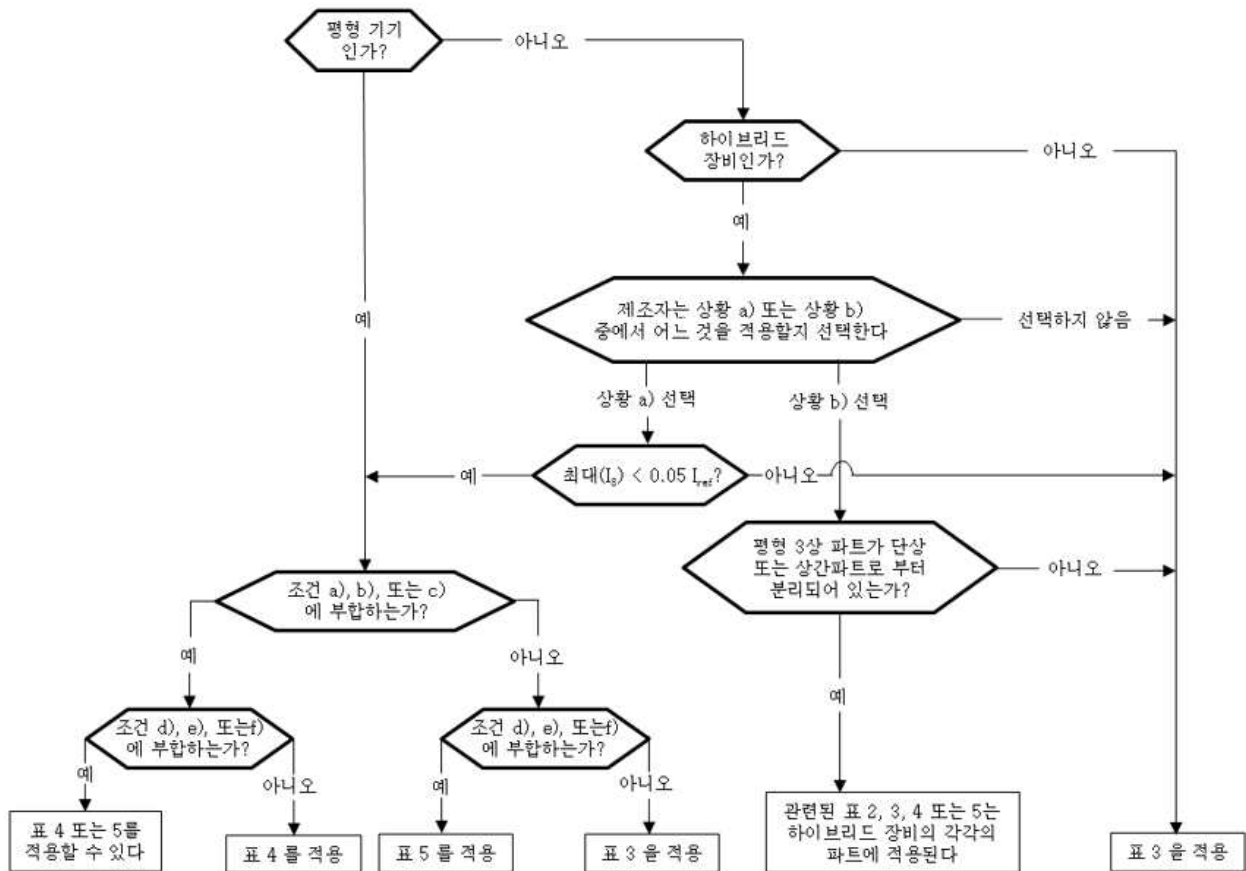 평형 기기
인가?
아니오
하이브리드
장비인가?
아니오
예
예
제조자는 상황 a) 또는 상황 b)
중에서 어느 것을 적용할지 선택한다
선택하지 않음
상황 a) 선택
상황 b) 선택
예
최대(I₃) < 0.05 Iref?
아니오
평형 3상 파트가 단상
또는 상간파트로 부터
분리되어 있는가?
아니오
조건 a), b), 또는 c)
에 부합하는가?
예
아니오
예
조건 d), e), 또는f)
에 부합하는가?
조건 d), e), 또는f)
에 부합하는가?
예
아니오
예
아니오
표 4 또는 5를
적용할 수 있다
표 4 를 적용
표 5 를 적용
표 3 을 적용
관련된 표 2, 3, 4 또는 5는
하이브리드 장비의 각각의
파트에 적용된다
표 3 을 적용